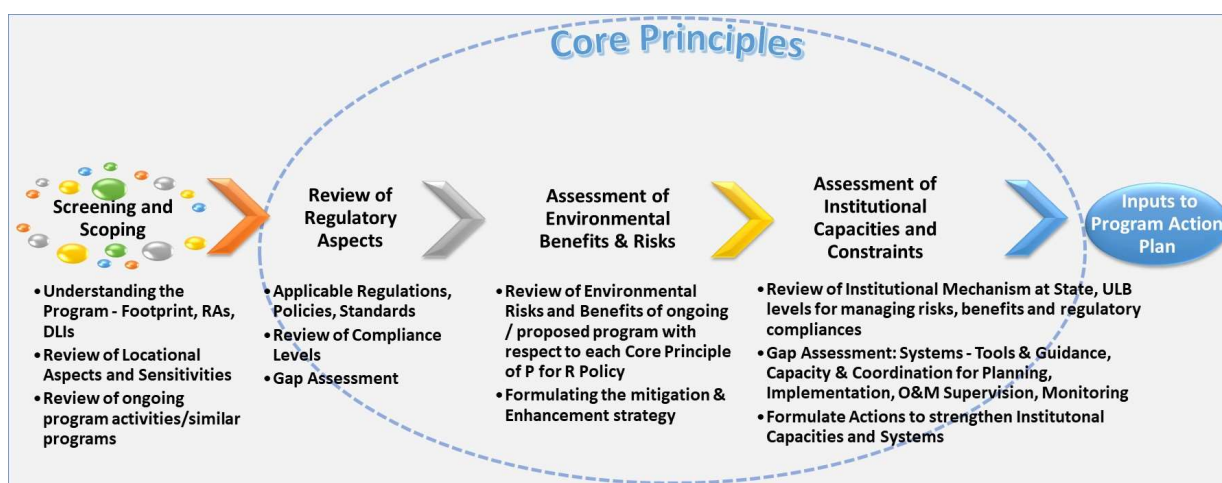 Core Principles
Screening and
Scoping
Review of
Regulatory
Aspects
Assessment of
Environmental
Benefits & Risks
Assessment of
Institutional
Capacities and
Constraints
Inputs to
Program Action
Plan
•Understanding the
Program - Footprint, RAs,
DLIs
•Review of Locational
Aspects and Sensitivities
•Review of ongoing
program activities/similar
programs
•Applicable Regulations,
Policies, Standards
•Review of Compliance
Levels
•Gap Assessment
•Review of Environmental
Risks and Benefits of ongoing
/ proposed program with
respect to each Core Principle
of P for R Policy
•Formulating the mitigation &
Enhancement strategy
•Review of Institutional Mechanism at State, ULB
levels for managing risks, benefits and regulatory
compliances
•Gap Assessment: Systems - Tools & Guidance,
Capacity & Coordination for Planning,
Implementation, O&M Supervision, Monitoring
•Formulate Actions to strengthen Institutonal
Capacities and Systems